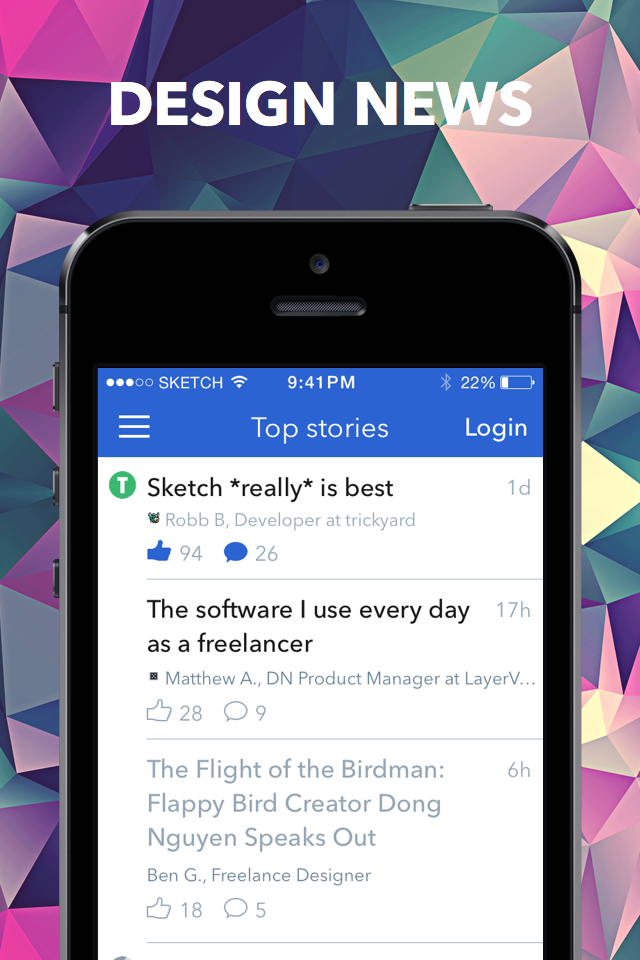 DESIGN NEWS
SKETCH 9:41PM 22%
Top stories Login
T Sketch *really* is best 1d
Robb B, Developer at trickyard
94 26
The software I use every day 17h
as a freelancer
Matthew A., DN Product Manager at LayerV...
28 9
The Flight of the Birdman: 6h
Flappy Bird Creator Dong
Nguyen Speaks Out
Ben G., Freelance Designer
18 5